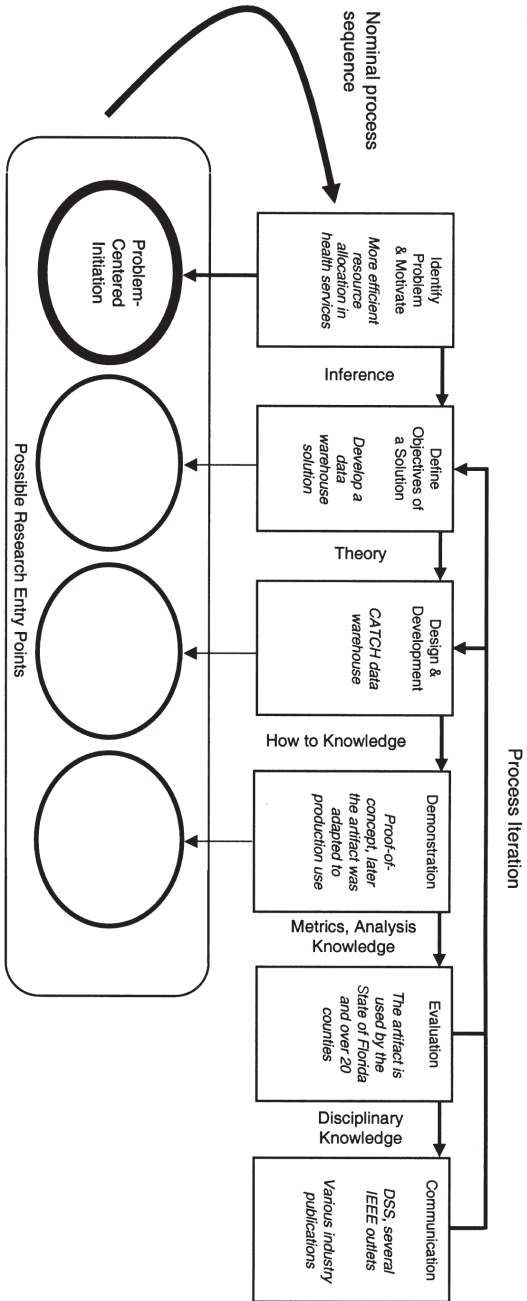 Process Iteration
Nominal process
sequence
Identify
Problem
& Motivate
More efficient
resource
allocation in
health services
Inference
Define
Objectives of
a Solution
Develop a
data
warehouse
solution
Theory
Design &
Development
CATCH data
warehouse
How to Knowledge
Demonstration
Proof-of-
concept, later
the artifact was
adapted to
production use
Metrics, Analysis
Knowledge
Evaluation
The artifact is
used by the
State of Florida
and over 20
counties
Disciplinary
Knowledge
Communication
DSS, several
IEEE outlets
Various industry
publications
Problem-
Centered
Initiation
Possible Research Entry Points